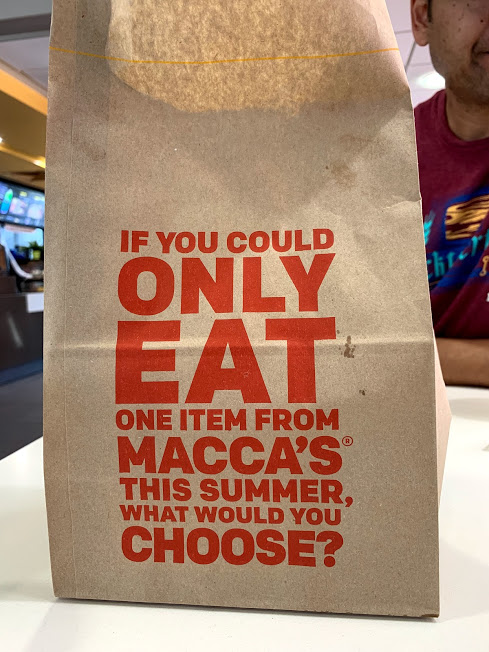 IF YOU COULD
ONLY
EAT
ONE ITEM FROM
MACCA'S®
THIS SUMMER,
WHAT WOULD YOU
CHOOSE?